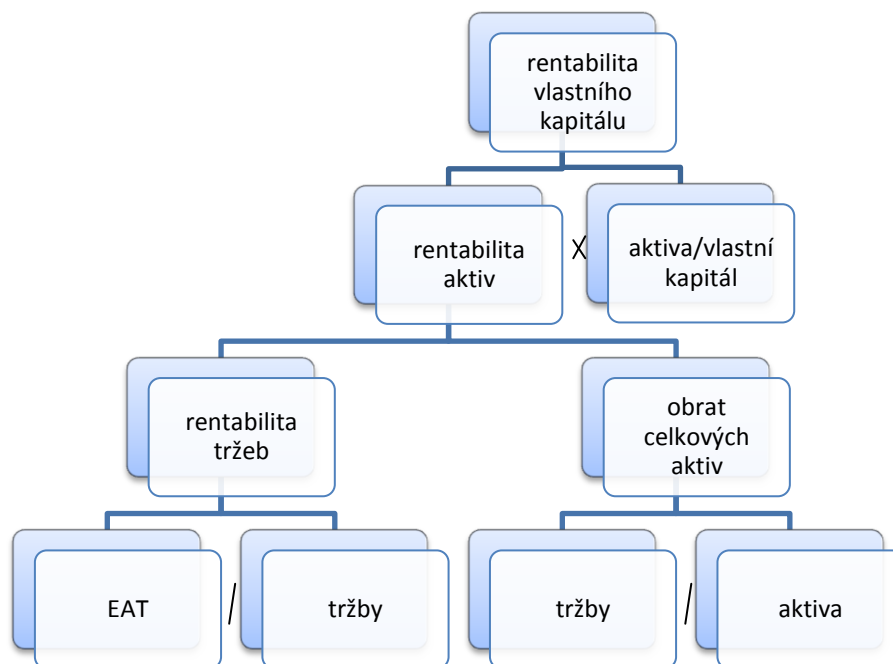 rentabilita
vlastního
kapitálu
rentabilita
aktiv
X
aktiva/vlastní
kapitál
rentabilita
tržeb
obrat
celkových
aktiv
EAT
/
tržby
tržby
/
aktiva